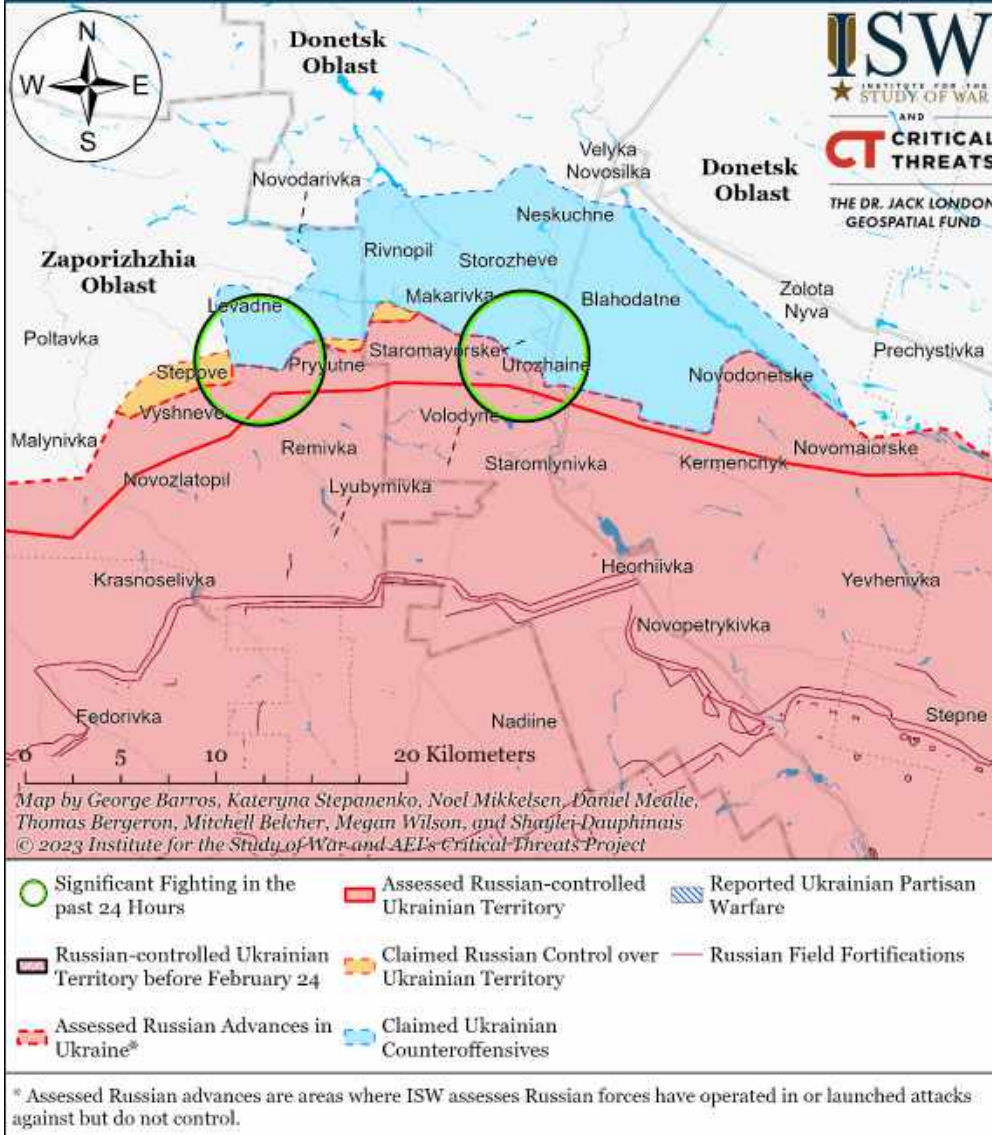 N
W
E
S
Donetsk
Oblast
ISW
INSTITUTE FOR THE
STUDY OF WAR
AND
CT CRITICAL
THREATS
THE DR. JACK LONDON
GEOSPATIAL FUND
Velyka
Novosilka
Donetsk
Oblast
Novodarivka
Neskuchne
Rivnopil
Storozheve
Zaporizhzhia
Oblast
Levadne
Makarivka
Blahodatne
Zolota
Nyva
Poltavka
Staromayorske
Prechystivka
Stepove
Pryyutne
Urozhaine
Novodonetske
Vyshneve
Volodyne
Malynivka
Remivka
Novomaiorske
Staromlynivka
Kermenchyk
Novozlatopil
Lyubymivka
Krasnoselivka
Heorhiivka
Yevhenivka
Novopetrykivka
Fedorivka
Nadiine
Stepne
0 5 10 20 Kilometers
Map by George Barros, Kateryna Stepanenko, Noel Mikkelsen, Daniel Mealie,
Thomas Bergeron, Mitchell Belcher, Megan Wilson, and Shaylei Dauphinais
© 2023 Institute for the Study of War and AEI's Critical Threats Project
Significant Fighting in the
past 24 Hours
Assessed Russian-controlled
Ukrainian Territory
Reported Ukrainian Partisan
Warfare
Russian-controlled Ukrainian
Territory before February 24
Claimed Russian Control over
Ukrainian Territory
Russian Field Fortifications
Assessed Russian Advances in
Ukraine*
Claimed Ukrainian
Counteroffensives
* Assessed Russian advances are areas where ISW assesses Russian forces have operated in or launched attacks
against but do not control.